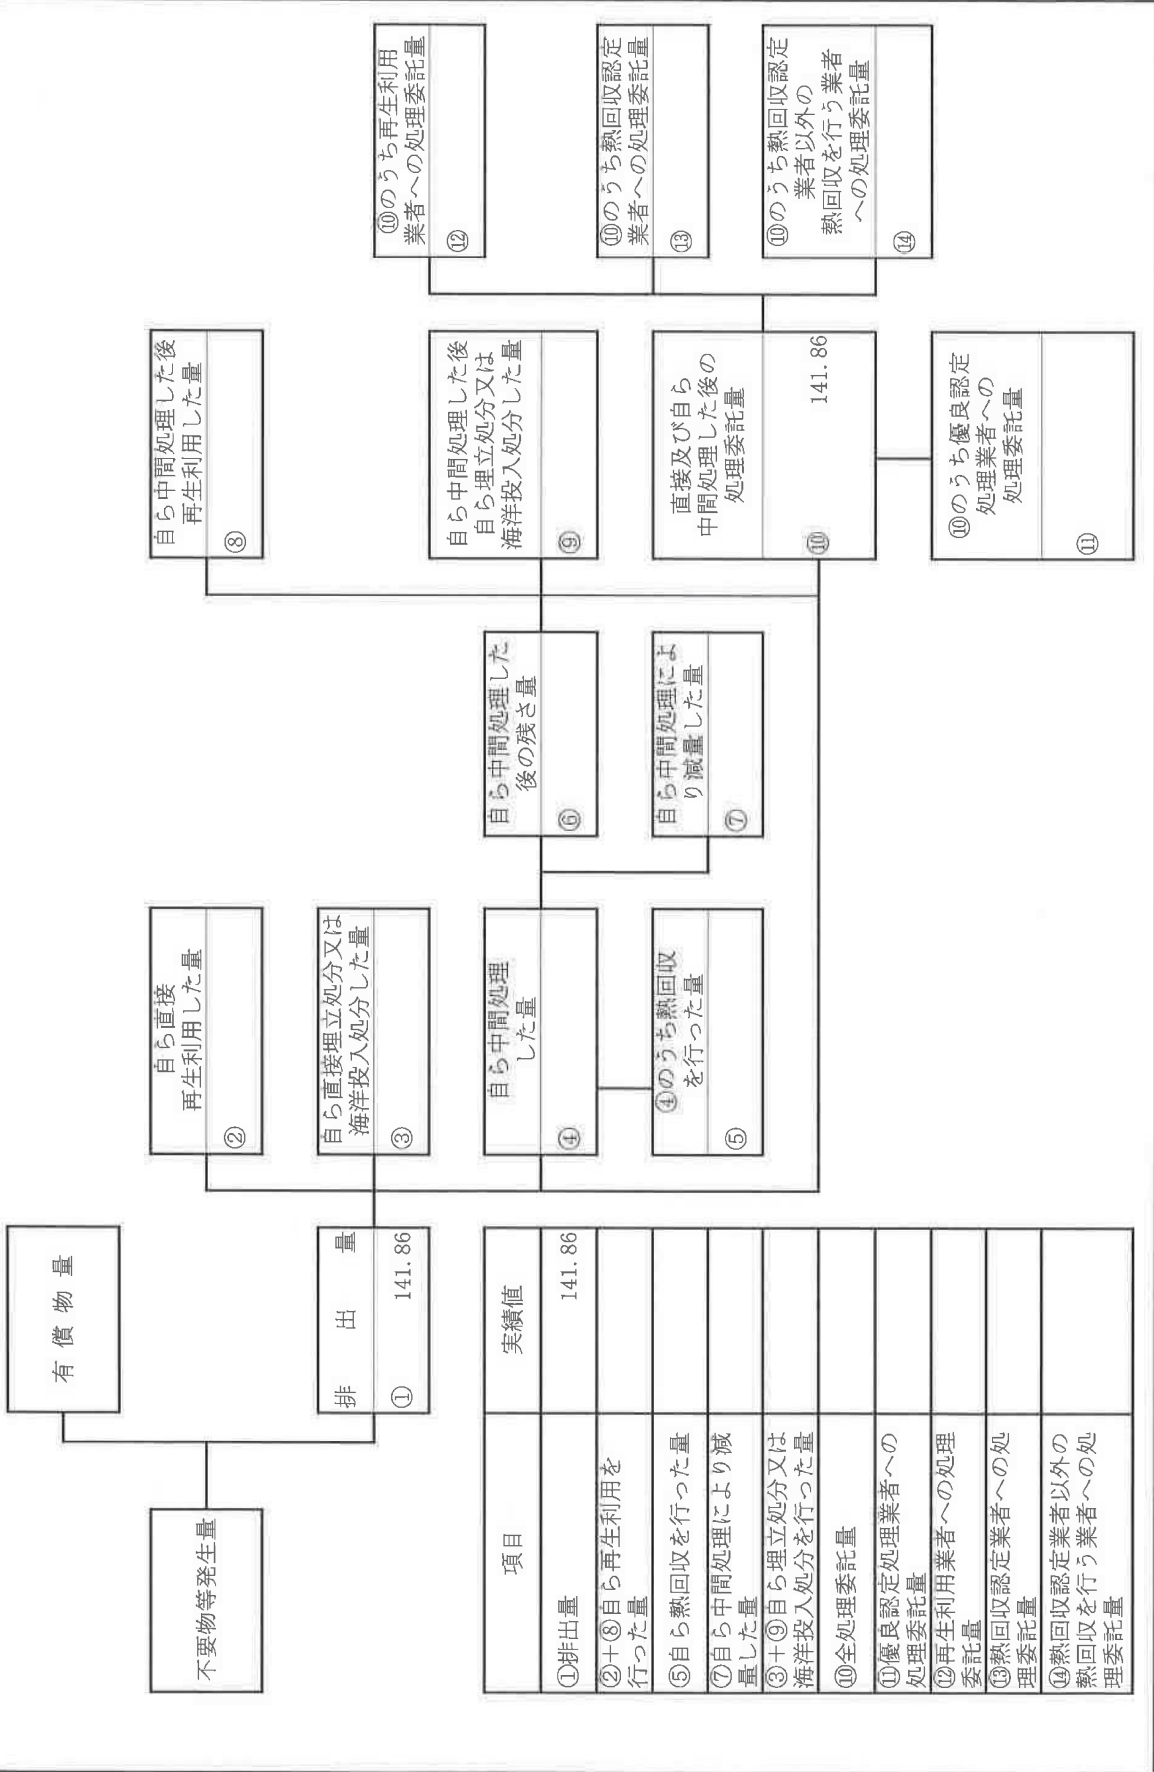 有償物量
不要物等発生量
排出量
① 141.86
自ら直接
再生利用した量
②
自ら直接埋立処分又は
海洋投入処分した量
③
自ら中間処理
した量
④
④のうち熱回収
を行った量
⑤
自ら中間処理した
後の残さ量
⑥
自ら中間処理によ
り減量した量
⑦
自ら中間処理した後
再生利用した量
⑧
自ら中間処理した後
自ら埋立処分又は
海洋投入処分した量
⑨
直接及び自ら
中間処理した後の
処理委託量
⑩ 141.86
⑩のうち優良認定
処理業者への
処理委託量
⑪
⑩のうち再生利用
業者への処理委託量
⑫
⑩のうち熱回収認定
業者への処理委託量
⑬
⑩のうち熱回収認定
業者以外の
熱回収を行う業者
への処理委託量
⑭
項目 実績値
①排出量 141.86
②+⑧自ら再生利用を
行った量
⑤自ら熱回収を行った量
⑦自ら中間処理により減
量した量
③+⑨自ら埋立処分又は
海洋投入処分を行った量
⑩全処理委託量
⑪優良認定処理業者への
処理委託量
⑫再生利用業者への処理
委託量
⑬熱回収認定業者への処
理委託量
⑭熱回収認定業者以外の
熱回収を行う業者への処
理委託量